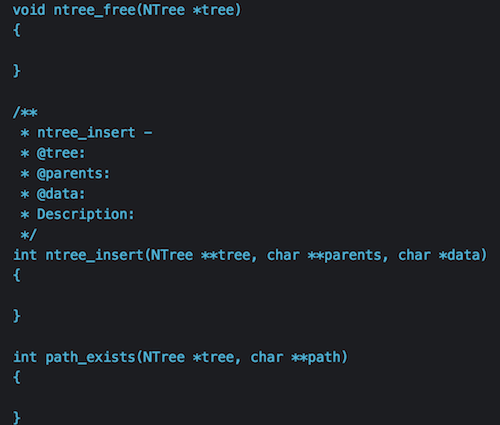 void ntree_free(NTree *tree)
{
}
/**
* ntree_insert –
* @tree:
* @parents:
* @data:
* Description:
*/
int ntree_insert(NTree **tree, char **parents, char *data)
{
}
int path_exists(NTree *tree, char **path)
{
}